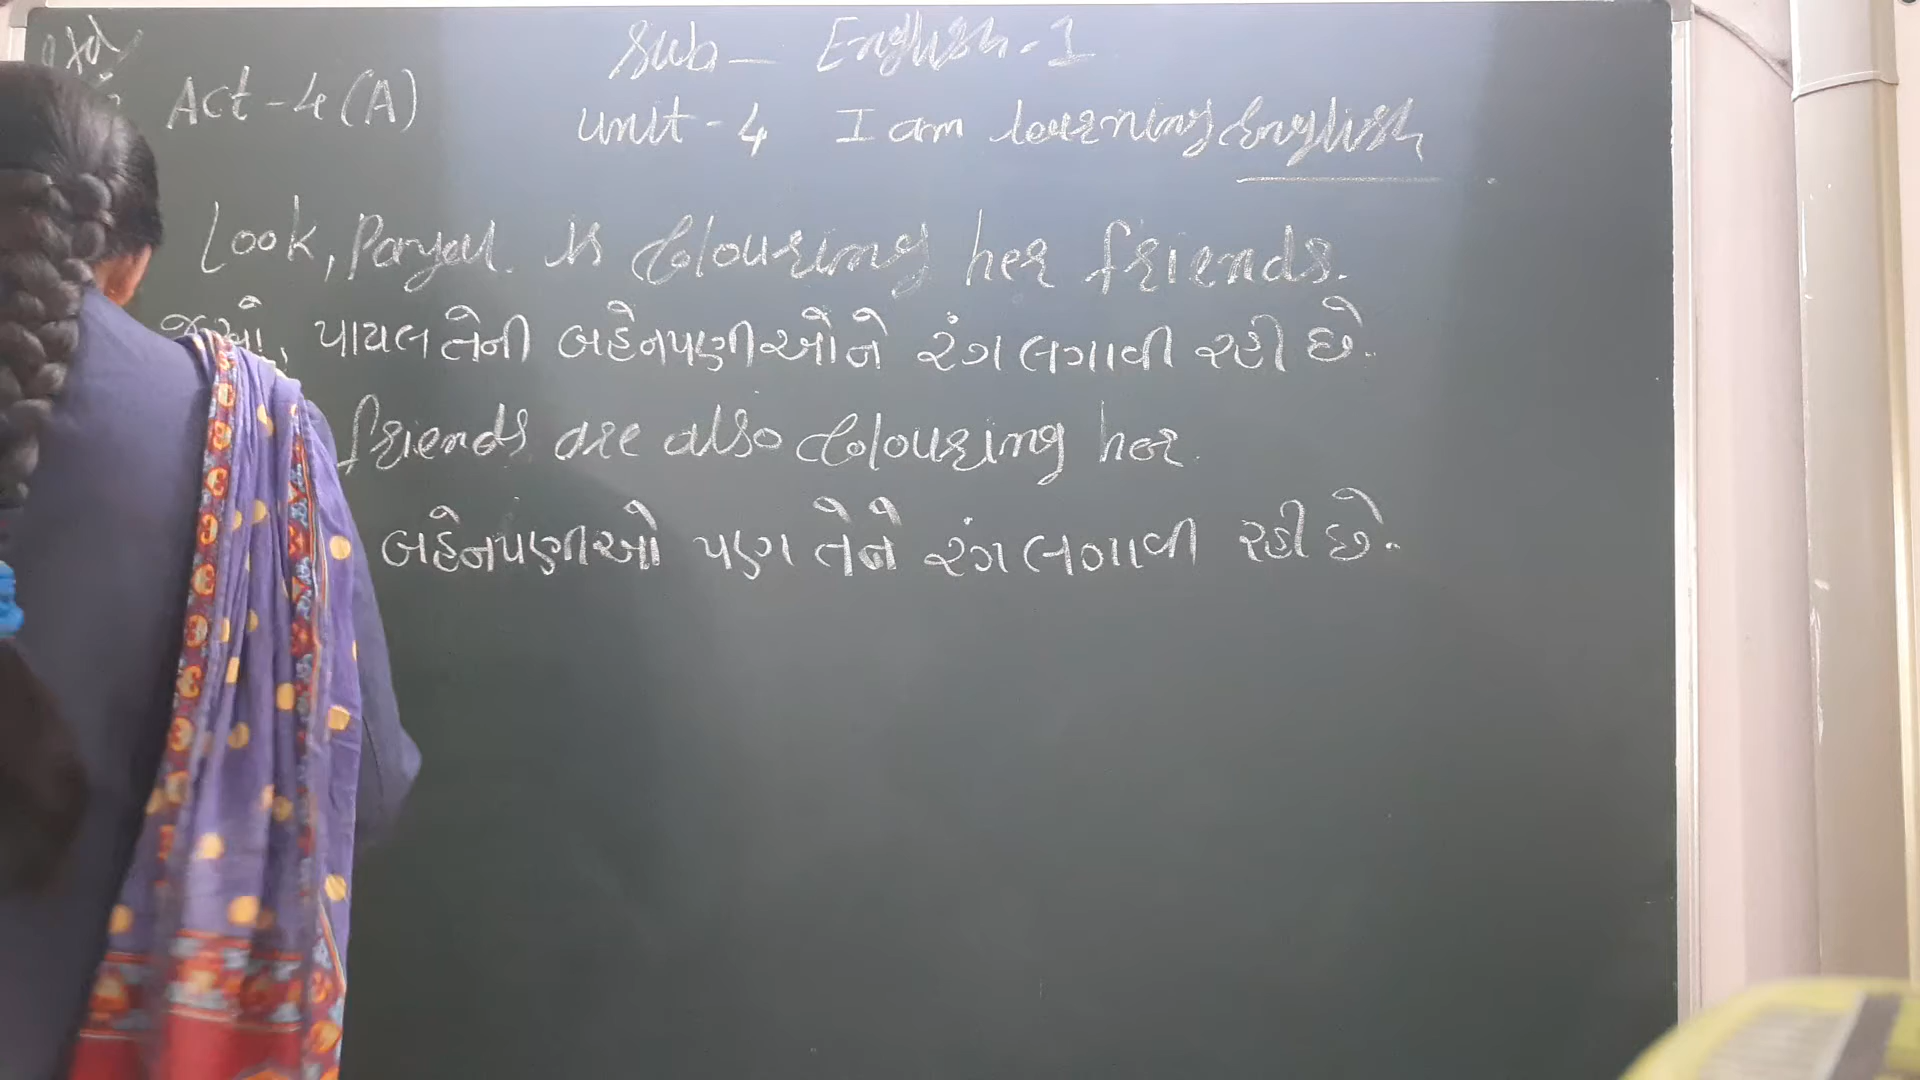 Sub - English-1
Act-4(A)
Unit-4 I am learning English
Look, Payal is Colouring her friends.
જુઓ, પાયલ તેની બહેનપણીઓને રંગ લગાવી રહી છે.
friends are also Colouring her.
બહેનપણીઓ પણ તેને રંગ લગાવી રહી છે.